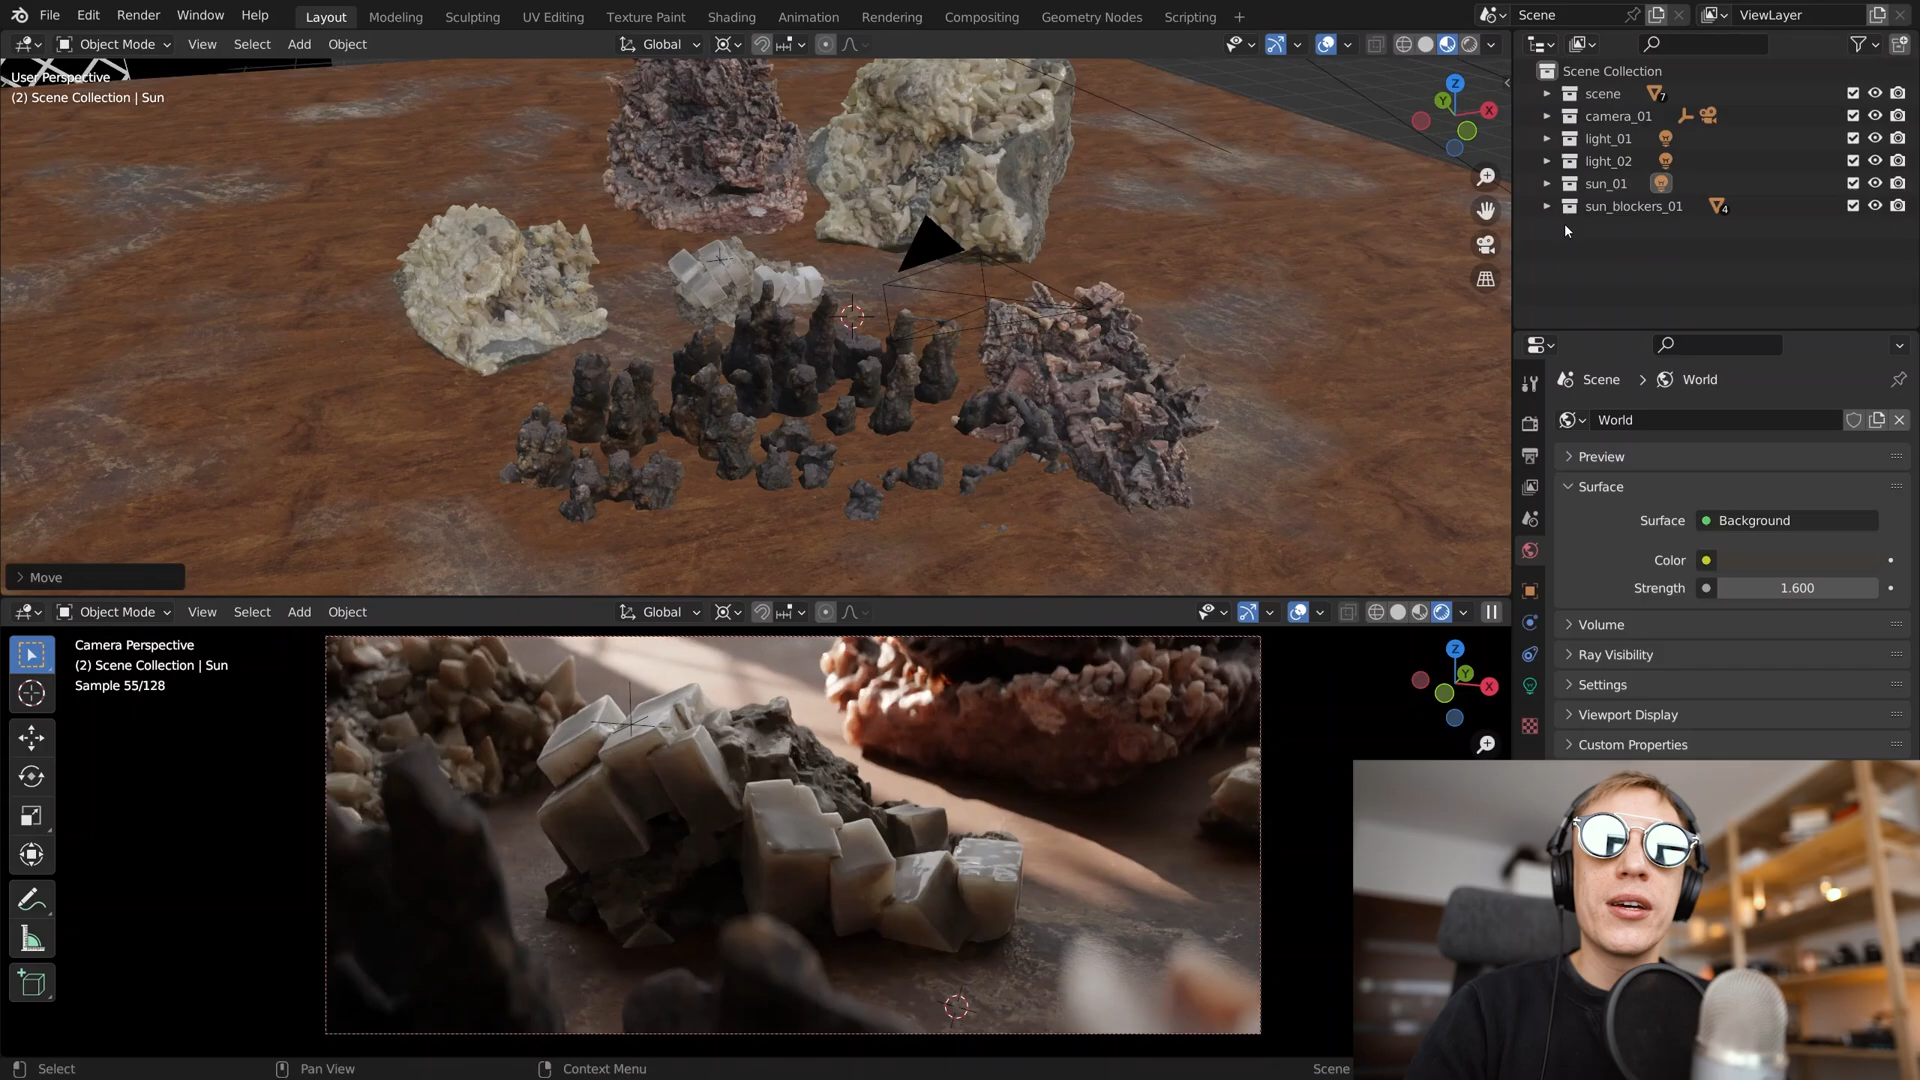 File Edit Render Window Help Layout Modeling Sculpting UV Editing Texture Paint Shading Animation Rendering Compositing Geometry Nodes Scripting + Scene ViewLayer
Object Mode View Select Add Object Global
User Perspective
(2) Scene Collection | Sun
Z
Y
X
Move
Scene Collection
scene 7
camera_01
light_01
light_02
sun_01
sun_blockers_01 4
Scene > World
World
Preview
Surface
Surface Background
Color
Strength 1.600
Volume
Ray Visibility
Settings
Viewport Display
Custom Properties
Object Mode View Select Add Object Global
Camera Perspective
(2) Scene Collection | Sun
Sample 55/128
Z
Y
X
Select Pan View Context Menu Scene